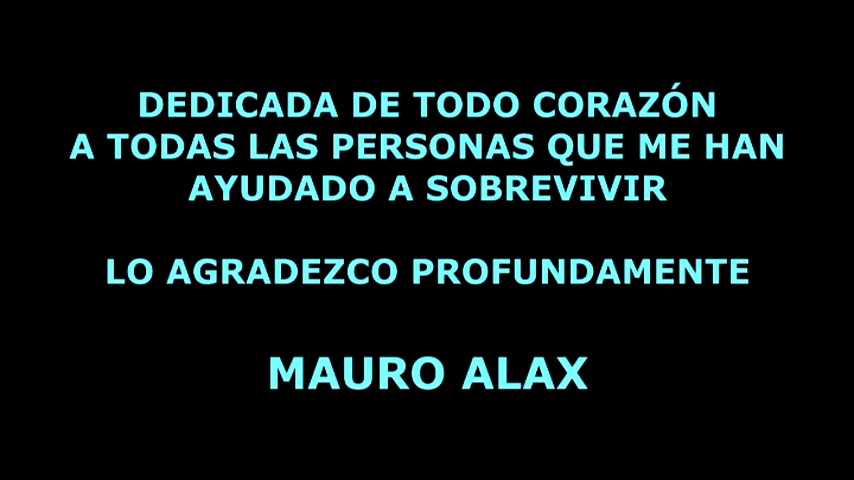 DEDICADA DE TODO CORAZÓN
A TODAS LAS PERSONAS QUE ME HAN
AYUDADO A SOBREVIVIR
LO AGRADEZCO PROFUNDAMENTE
MAURO ALAX